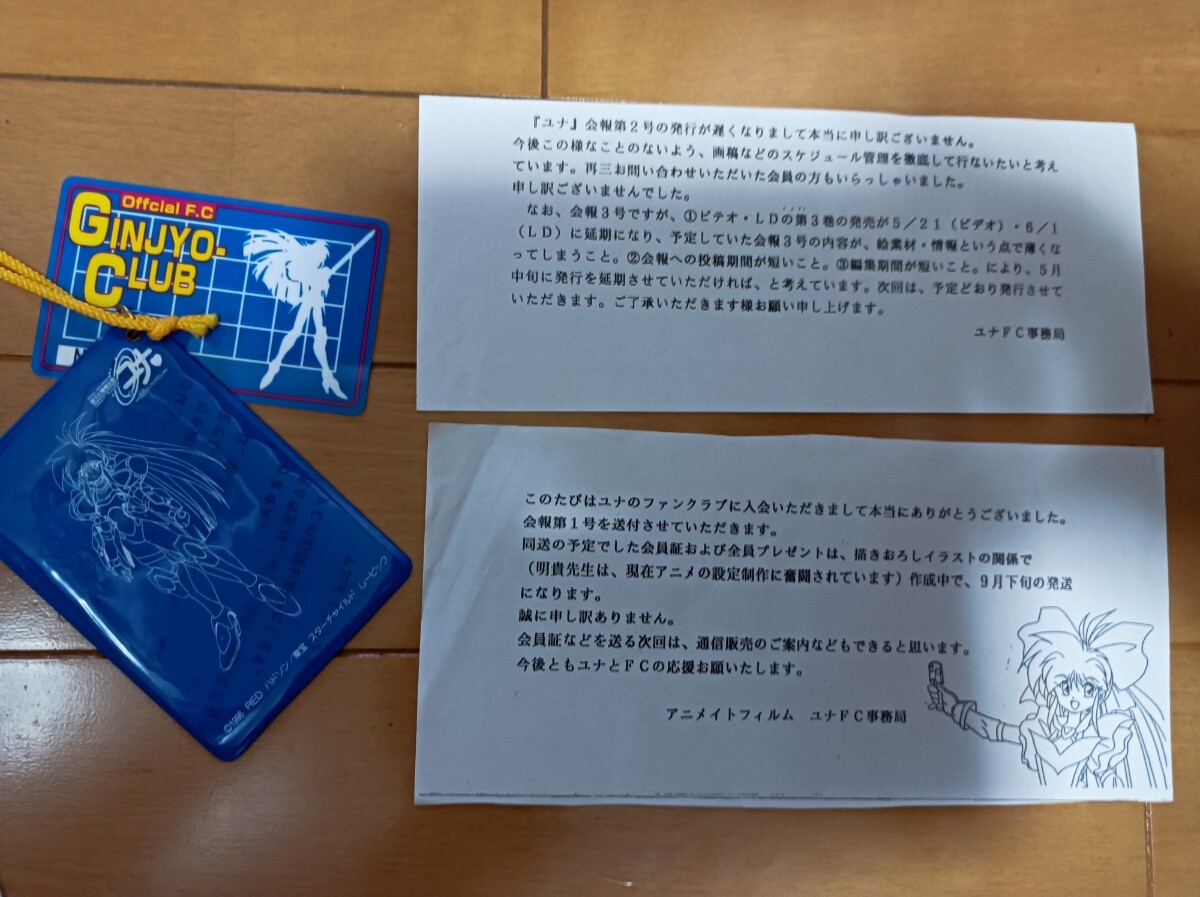 Offcial F.C
GINJYO-
CLUB
ユナ
©1996 RED ハドソン／東宝 スターチャイルド ムービック
『ユナ』会報第２号の発行が遅くなりまして本当に申し訳ございません。
今後この様なことのないよう、画稿などのスケジュール管理を徹底して行ないたいと考え
ています。再三お問い合わせいただいた会員の方もいらっしゃいました。
申し訳ございませんでした。
なお、会報３号ですが、①ビテオ・ＬＤの第３巻の発売が５／２１（ビデオ）・６／１
（ＬＤ）に延期になり、予定していた会報３号の内容が、絵素材・情報という点で薄くな
ってしまうこと。②会報への投稿期間が短いこと。③編集期間が短いこと。により、５月
中旬に発行を延期させていただければ、と考えています。次回は、予定どおり発行させて
いただきます。ご了承いただきます様お願い申し上げます。
ユナＦＣ事務局
このたびはユナのファンクラブに入会いただきまして本当にありがとうございました。
会報第１号を送付させていただきます。
同送の予定でした会員証および全員プレゼントは、描きおろしイラストの関係で
（明貴先生は、現在アニメの設定制作に奮闘されています）作成中で、９月下旬の発送
になります。
誠に申し訳ありません。
会員証などを送る次回は、通信販売のご案内などもできると思います。
今後ともユナとＦＣの応援お願いたします。
アニメイトフィルム　ユナＦＣ事務局